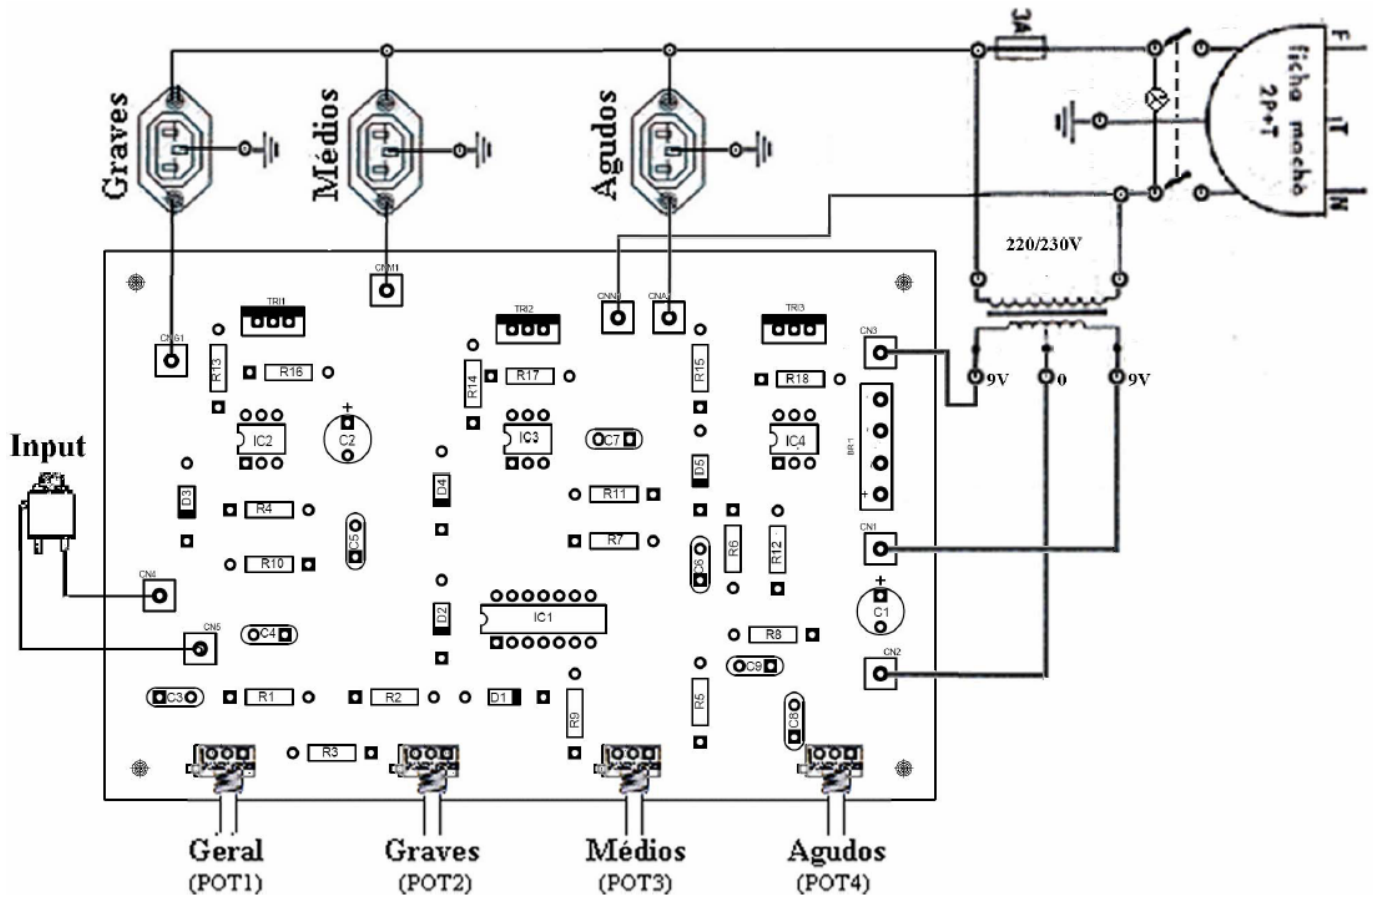 3A
F
ficha macho
2P+T
T
N
Graves
Médios
Agudos
220/230V
CNM1
CNG1
TRI1
TRI2
TRI3
CN3
9V
0
9V
R13
R16
R14
R17
R15
R18
BR1
+
C2
IC2
IC3
C7
IC4
+
-
Input
D3
D4
D5
R4
R11
C5
R10
R7
C6
R6
R12
CN1
CN4
+
C1
CN5
C4
D2
IC1
R8
C9
CN2
C3
R1
R2
D1
R9
R5
C8
R3
Geral
(POT1)
Graves
(POT2)
Médios
(POT3)
Agudos
(POT4)